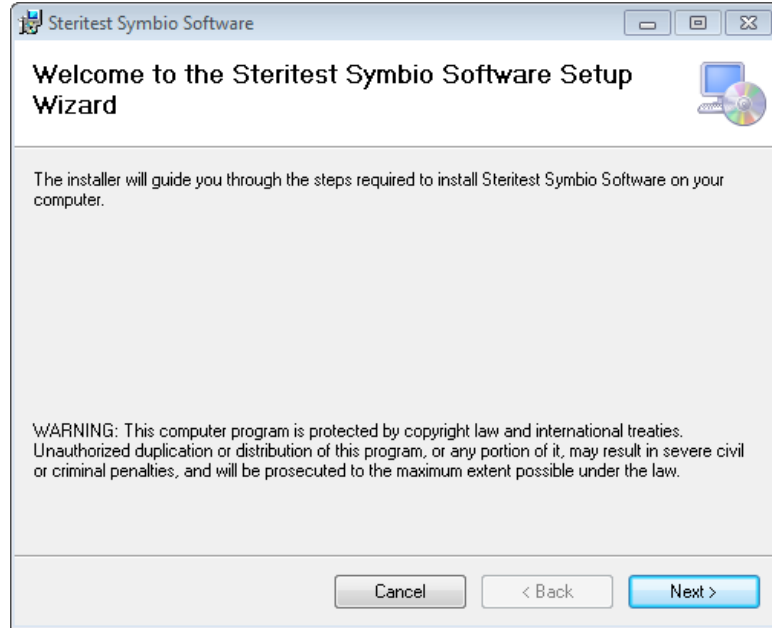 Steritest Symbio Software
Welcome to the Steritest Symbio Software Setup
Wizard
The installer will guide you through the steps required to install Steritest Symbio Software on your
computer.
WARNING: This computer program is protected by copyright law and international treaties.
Unauthorized duplication or distribution of this program, or any portion of it, may result in severe civil
or criminal penalties, and will be prosecuted to the maximum extent possible under the law.
Cancel
< Back
Next >